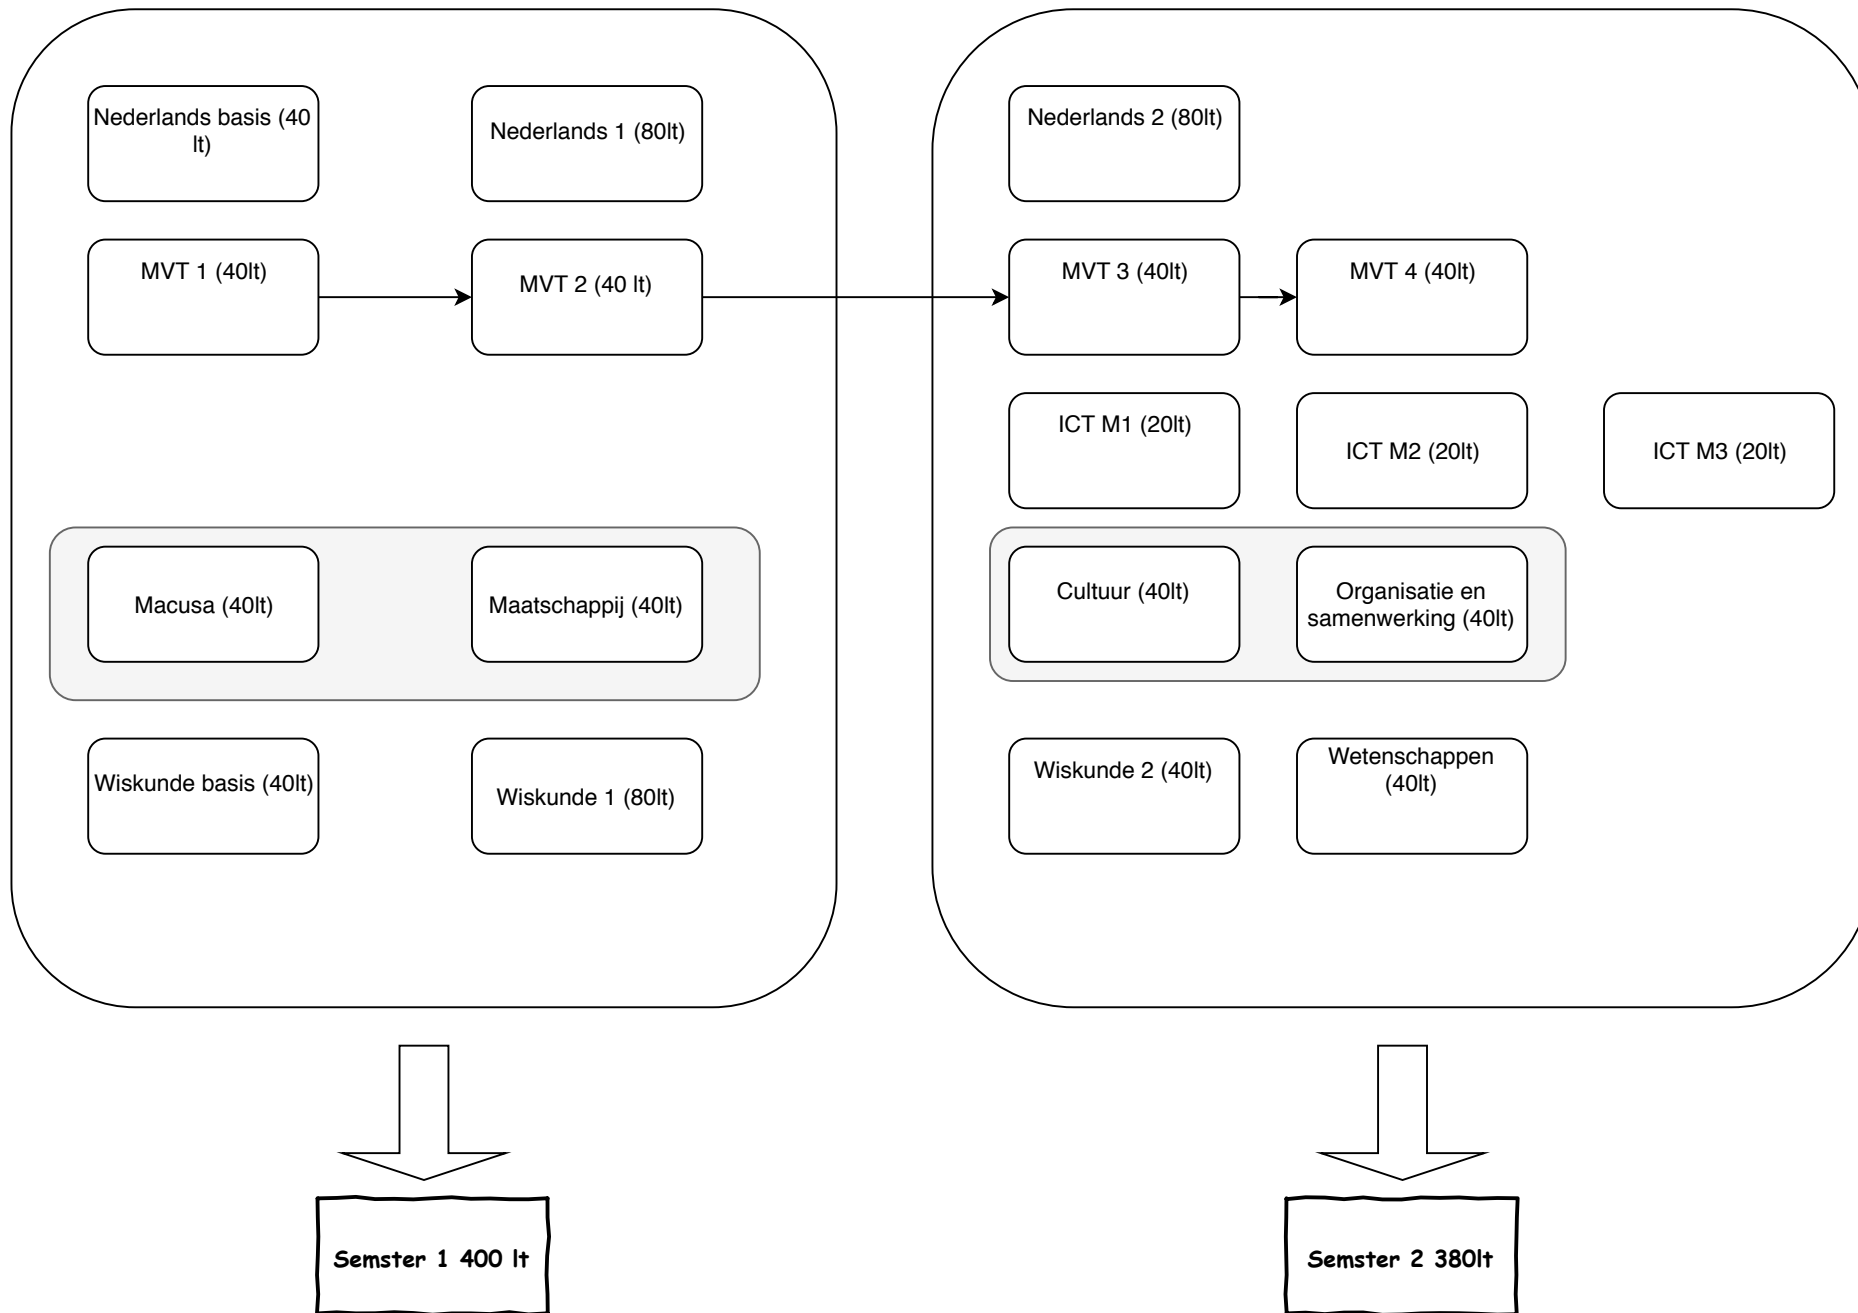 Nederlands basis (40
lt)
Nederlands 1 (80lt)
Nederlands 2 (80lt)
MVT 1 (40lt)
MVT 2 (40 lt)
MVT 3 (40lt)
MVT 4 (40lt)
ICT M1 (20lt)
ICT M2 (20lt)
ICT M3 (20lt)
Macusa (40lt)
Maatschappij (40lt)
Cultuur (40lt)
Organisatie en
samenwerking (40lt)
Wiskunde basis (40lt)
Wiskunde 1 (80lt)
Wiskunde 2 (40lt)
Wetenschappen
(40lt)
Semster 1 400 lt
Semster 2 380lt